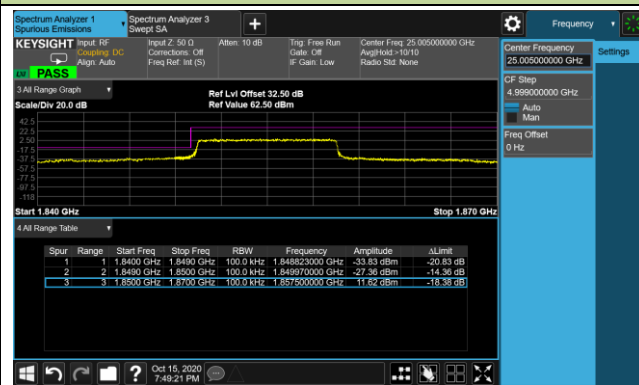 Spectrum Analyzer 1
Spurious Emissions
Spectrum Analyzer 3
Swept SA
Frequency
KEYSIGHT
Input: RF
Coupling: DC
Align: Auto
Input Z: 50 Ω
Corrections: Off
Freq Ref: Int (S)
Atten: 10 dB
Trig: Free Run
Gate: Off
IF Gain: Low
Center Freq: 25.005000000 GHz
Avg|Hold:>10/10
Radio Std: None
PASS
Center Frequency
25.005000000 GHz
Settings
CF Step
4.999000000 GHz
Auto
Man
Freq Offset
0 Hz
3 All Range Graph
Scale/Div 20.0 dB
Ref Lvl Offset 32.50 dB
Ref Value 62.50 dBm
42.5
22.5
2.50
-17.5
-37.5
-57.5
-77.5
-97.5
-118
Start 1.840 GHz
Stop 1.870 GHz
4 All Range Table
Spur Range Start Freq Stop Freq RBW Frequency Amplitude ΔLimit
1 1 1.8400 GHz 1.8490 GHz 100.0 kHz 1.848823000 GHz -33.83 dBm -20.83 dB
2 2 1.8490 GHz 1.8500 GHz 100.0 kHz 1.849970000 GHz -27.36 dBm -14.36 dB
3 3 1.8500 GHz 1.8700 GHz 100.0 kHz 1.857500000 GHz 11.62 dBm -18.38 dB
Oct 15, 2020
7:49:21 PM